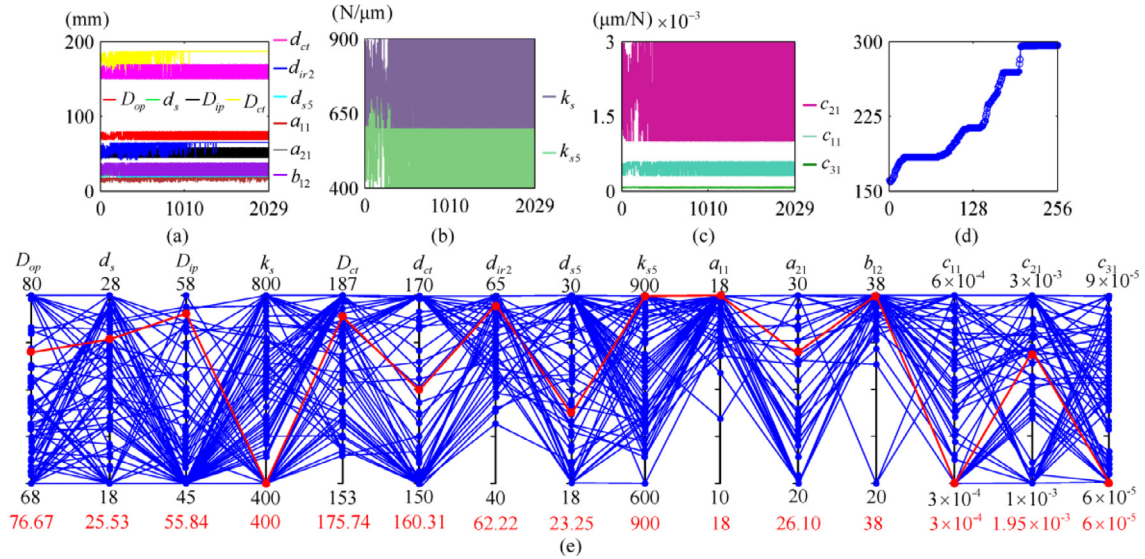 (mm)
200
100
0
0 1010 2029
d_ct
d_ir2
D_op d_s D_ip D_ct
d_s5
a_11
a_21
b_12
(a)
(N/μm)
900
650
400
0 1010 2029
k_s
k_s5
(b)
(μm/N) ×10⁻³
3
1.5
0
0 1010 2029
c_21
c_11
c_31
(c)
300
225
150
0 128 256
(d)
D_op d_s D_ip k_s D_ct d_ct d_ir2 d_s5 k_s5 a_11 a_21 b_12 c_11 c_21 c_31
80 28 58 800 187 170 65 30 900 18 30 38 6×10⁻⁴ 3×10⁻³ 9×10⁻⁵
68 18 45 400 153 150 40 18 600 10 20 20 3×10⁻⁴ 1×10⁻³ 6×10⁻⁵
76.67 25.53 55.84 400 175.74 160.31 62.22 23.25 900 18 26.10 38 3×10⁻⁴ 1.95×10⁻³ 6×10⁻⁵
(e)